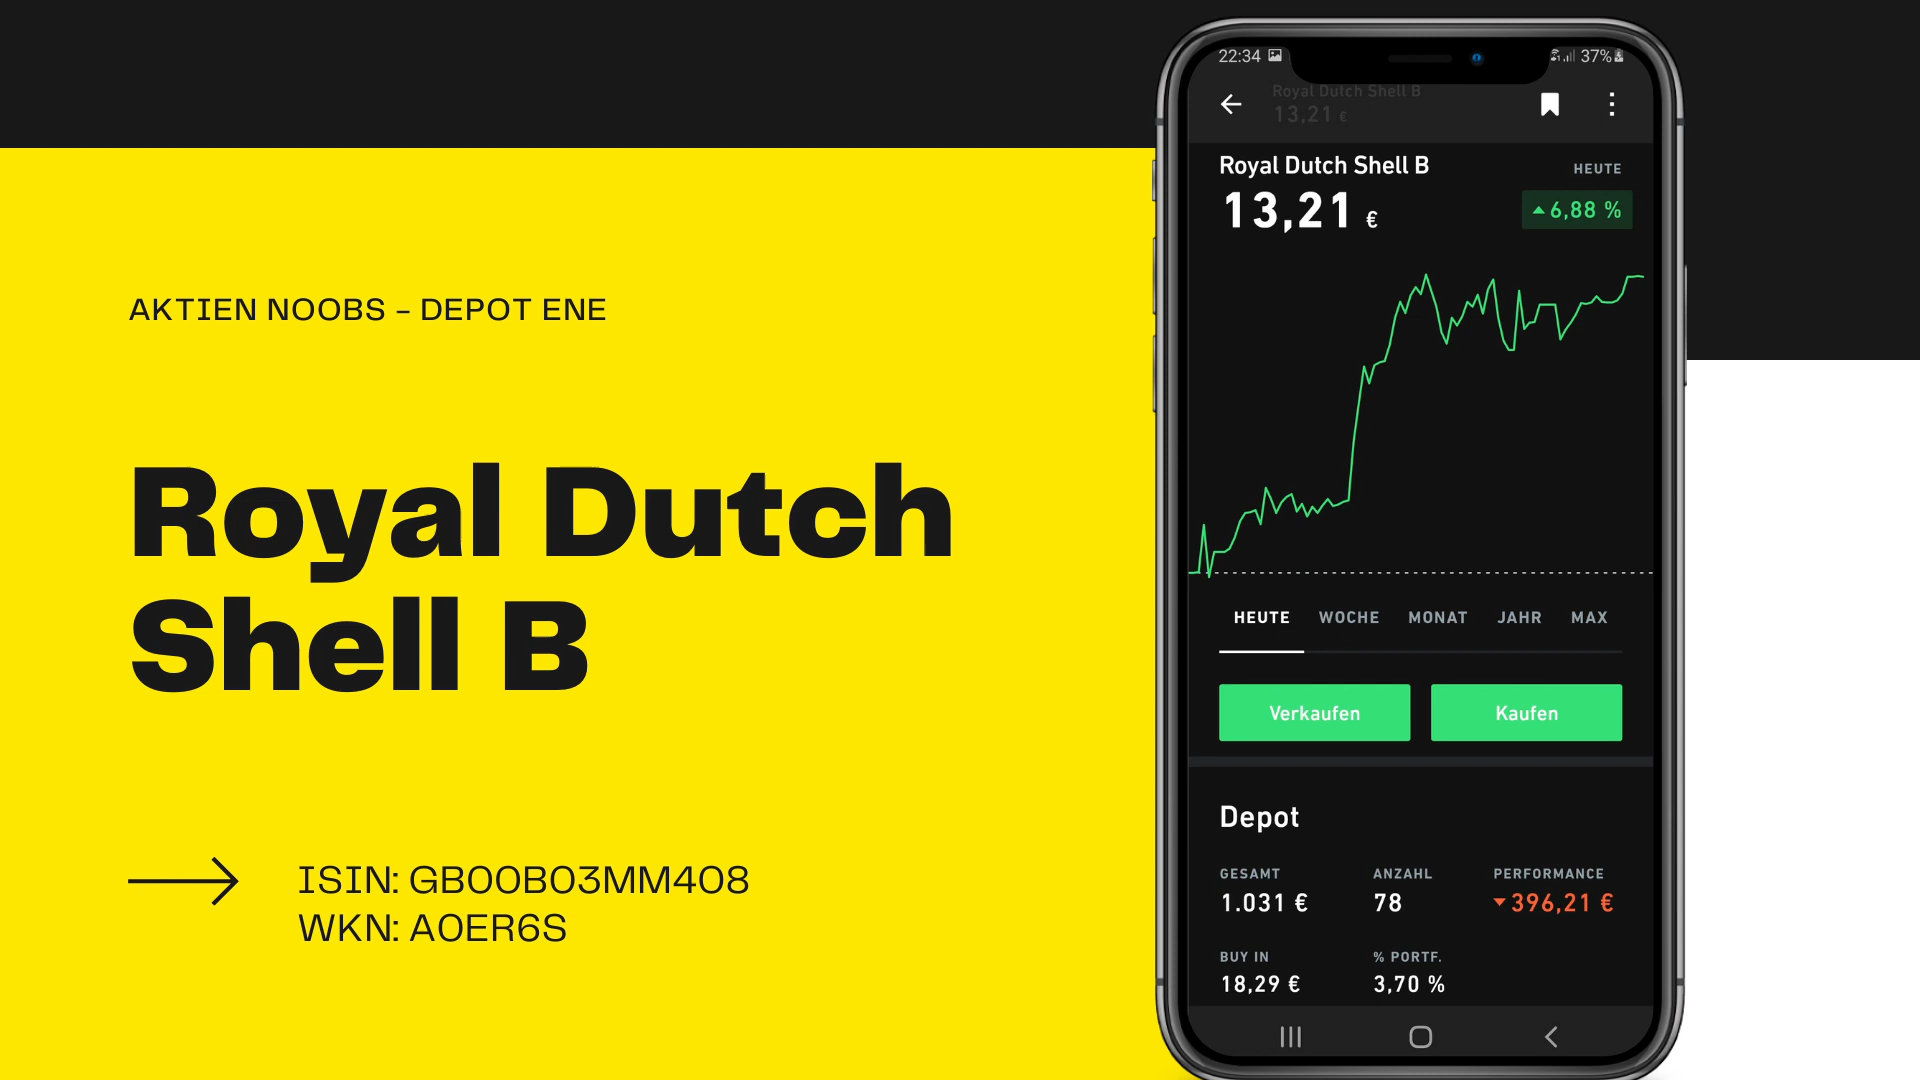 AKTIEN NOOBS – DEPOT ENE
Royal Dutch
Shell B
ISIN: GB00B03MM408
WKN: A0ER6S
22:34
37%
Royal Dutch Shell B
13,21 €
Royal Dutch Shell B
HEUTE
13,21 €
6,88 %
HEUTE WOCHE MONAT JAHR MAX
Verkaufen Kaufen
Depot
GESAMT ANZAHL PERFORMANCE
1.031 € 78 396,21 €
BUY IN % PORTF.
18,29 € 3,70 %